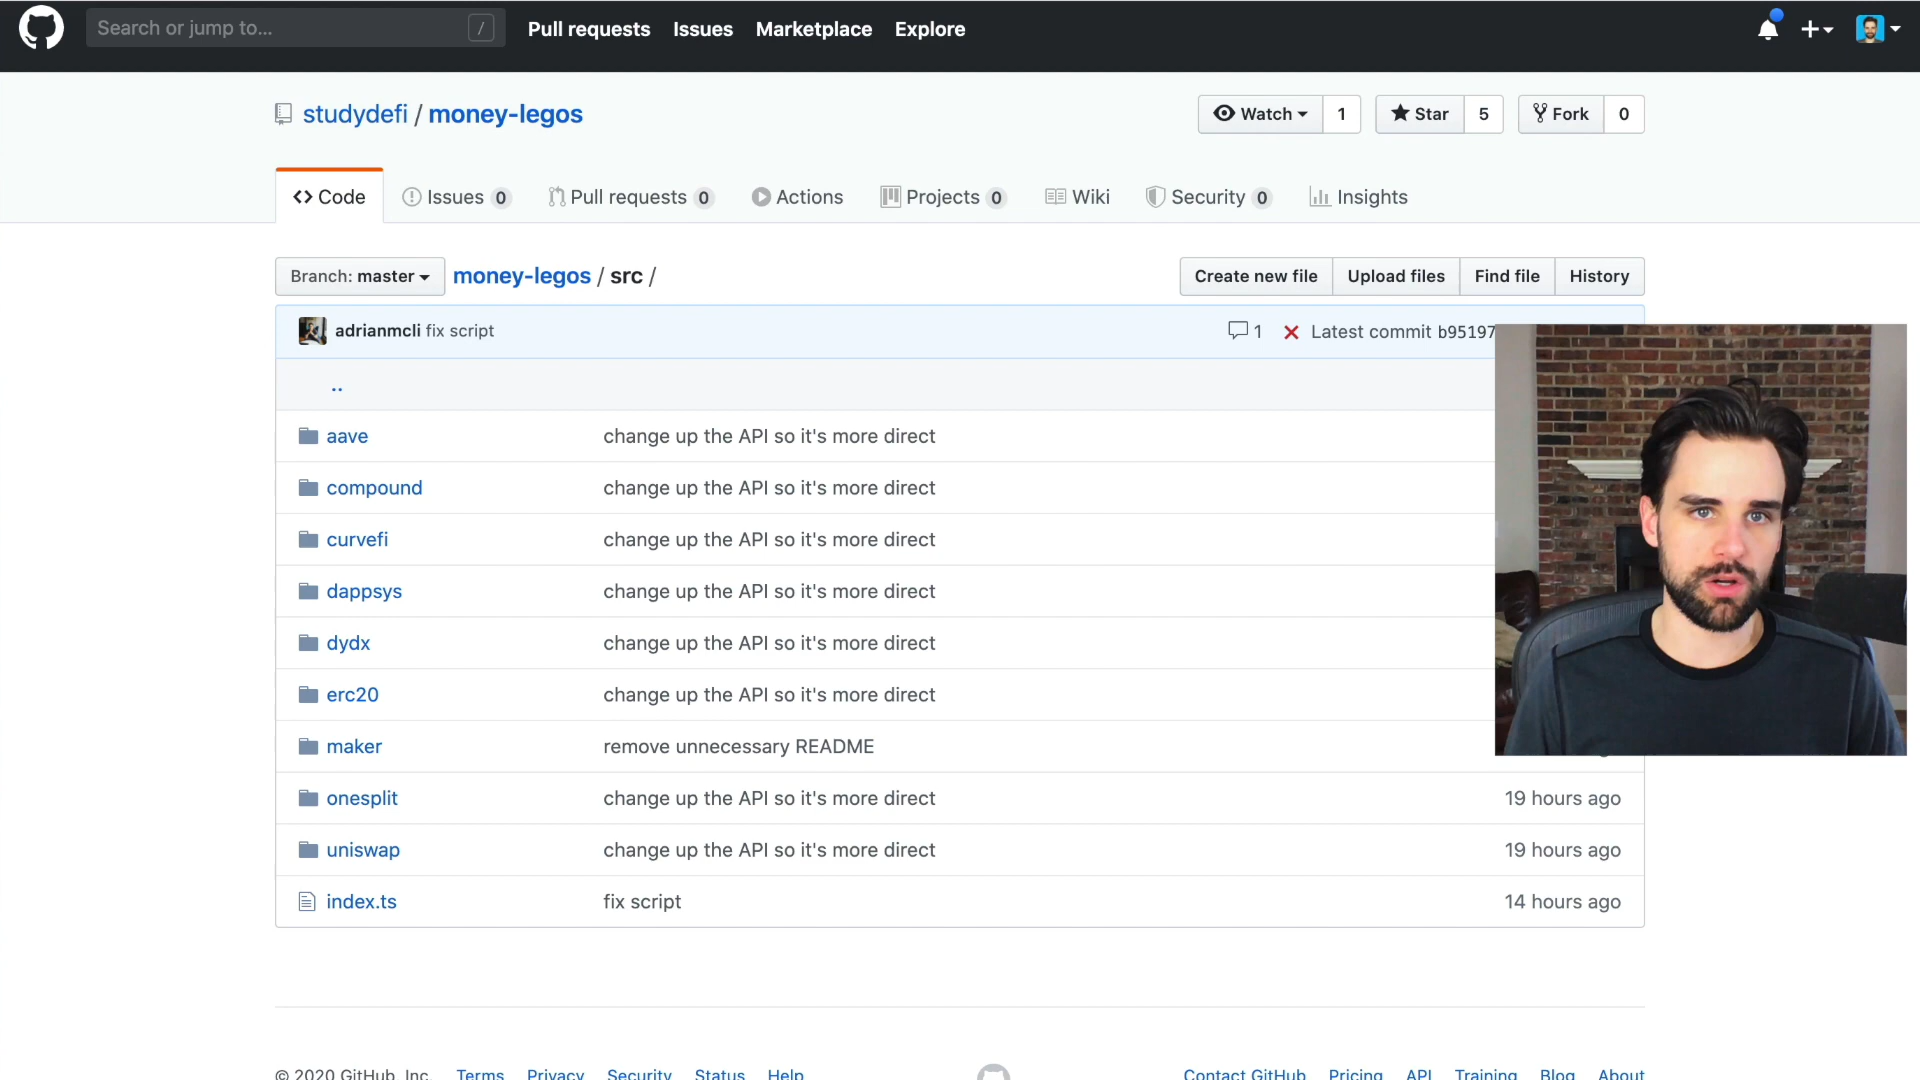 Search or jump to... / Pull requests Issues Marketplace Explore
studydefi / money-legos Watch 1 Star 5 Fork 0
Code Issues 0 Pull requests 0 Actions Projects 0 Wiki Security 0 Insights
Branch: master money-legos / src / Create new file Upload files Find file History
adrianmcli fix script 1 Latest commit b95197
..
aave change up the API so it's more direct
compound change up the API so it's more direct
curvefi change up the API so it's more direct
dappsys change up the API so it's more direct
dydx change up the API so it's more direct
erc20 change up the API so it's more direct
maker remove unnecessary README
onesplit change up the API so it's more direct 19 hours ago
uniswap change up the API so it's more direct 19 hours ago
index.ts fix script 14 hours ago
© 2020 GitHub, Inc. Terms Privacy Security Status Help Contact GitHub Pricing API Training Blog About